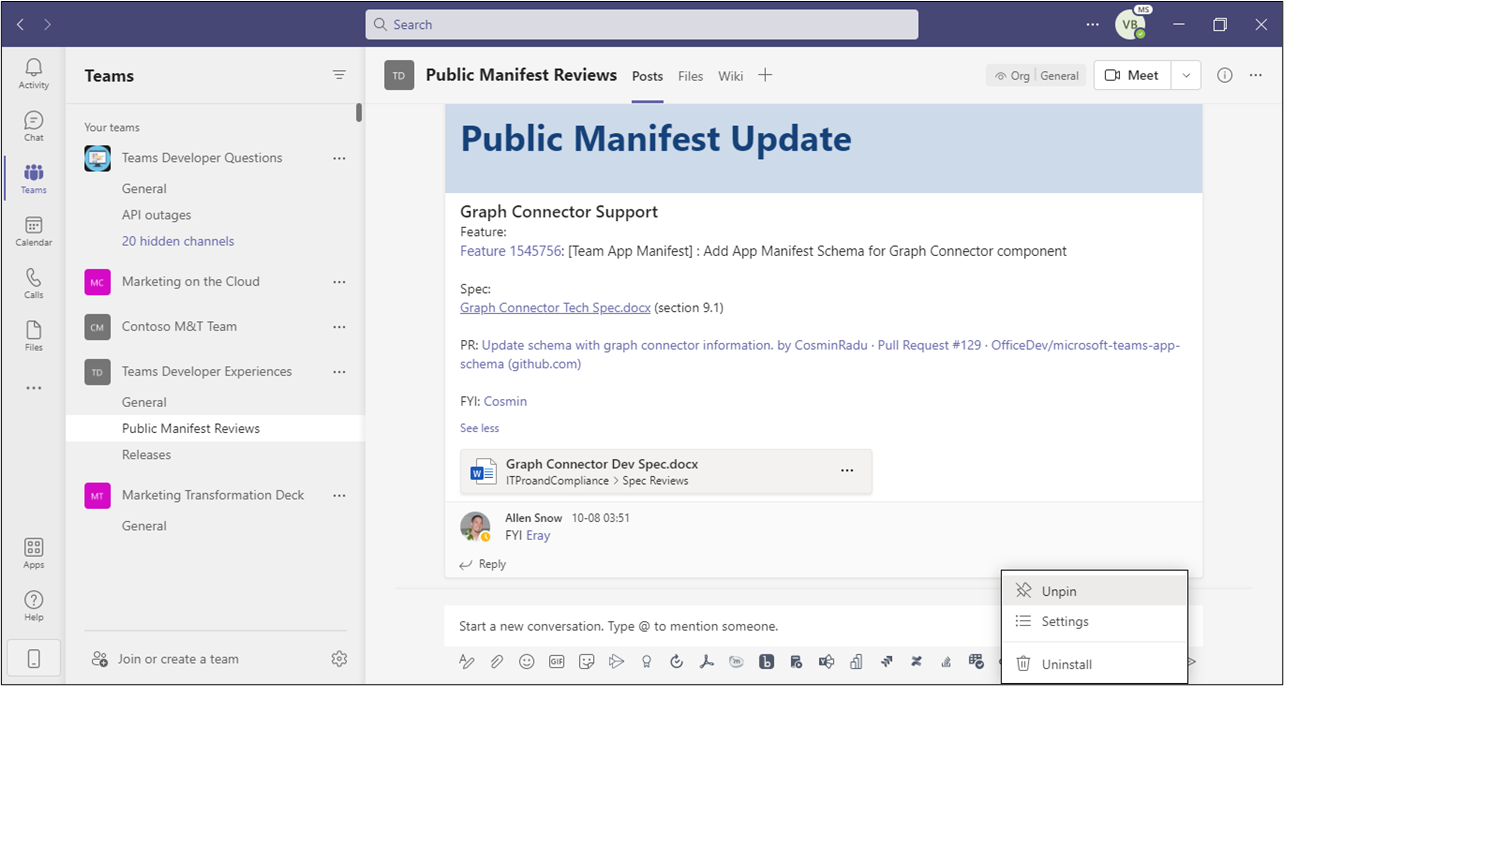 Search
MS
VB
Activity
Chat
Teams
Calendar
Calls
Files
Apps
Help
Teams
Your teams
Teams Developer Questions
General
API outages
20 hidden channels
MC
Marketing on the Cloud
CM
Contoso M&T Team
TD
Teams Developer Experiences
General
Public Manifest Reviews
Releases
MT
Marketing Transformation Deck
General
Join or create a team
TD Public Manifest Reviews Posts Files Wiki
Org General
Meet
Public Manifest Update
Graph Connector Support
Feature:
Feature 1545756: [Team App Manifest] : Add App Manifest Schema for Graph Connector component
Spec:
Graph Connector Tech Spec.docx (section 9.1)
PR: Update schema with graph connector information. by CosminRadu · Pull Request #129 · OfficeDev/microsoft-teams-app-
schema (github.com)
FYI: Cosmin
See less
W
Graph Connector Dev Spec.docx
ITProandCompliance > Spec Reviews
Allen Snow 10-08 03:51
FYI Eray
Reply
Start a new conversation. Type @ to mention someone.
GIF
b
Unpin
Settings
Uninstall